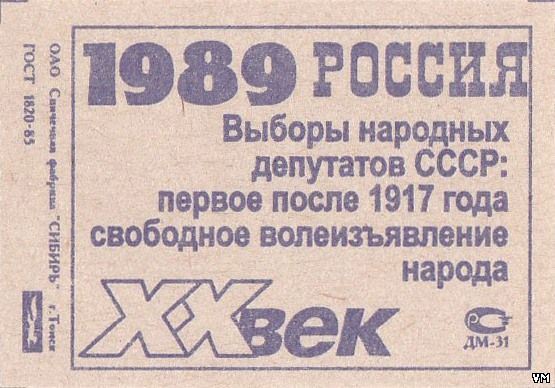 1989 РОССИЯ
Выборы народных
депутатов СССР:
первое после 1917 года
свободное волеизъявление
народа
XX век
ДМ-31
ОАО Спичечная фабрика "СИБИРЬ" г. Томск
ГОСТ 1820-85
VM